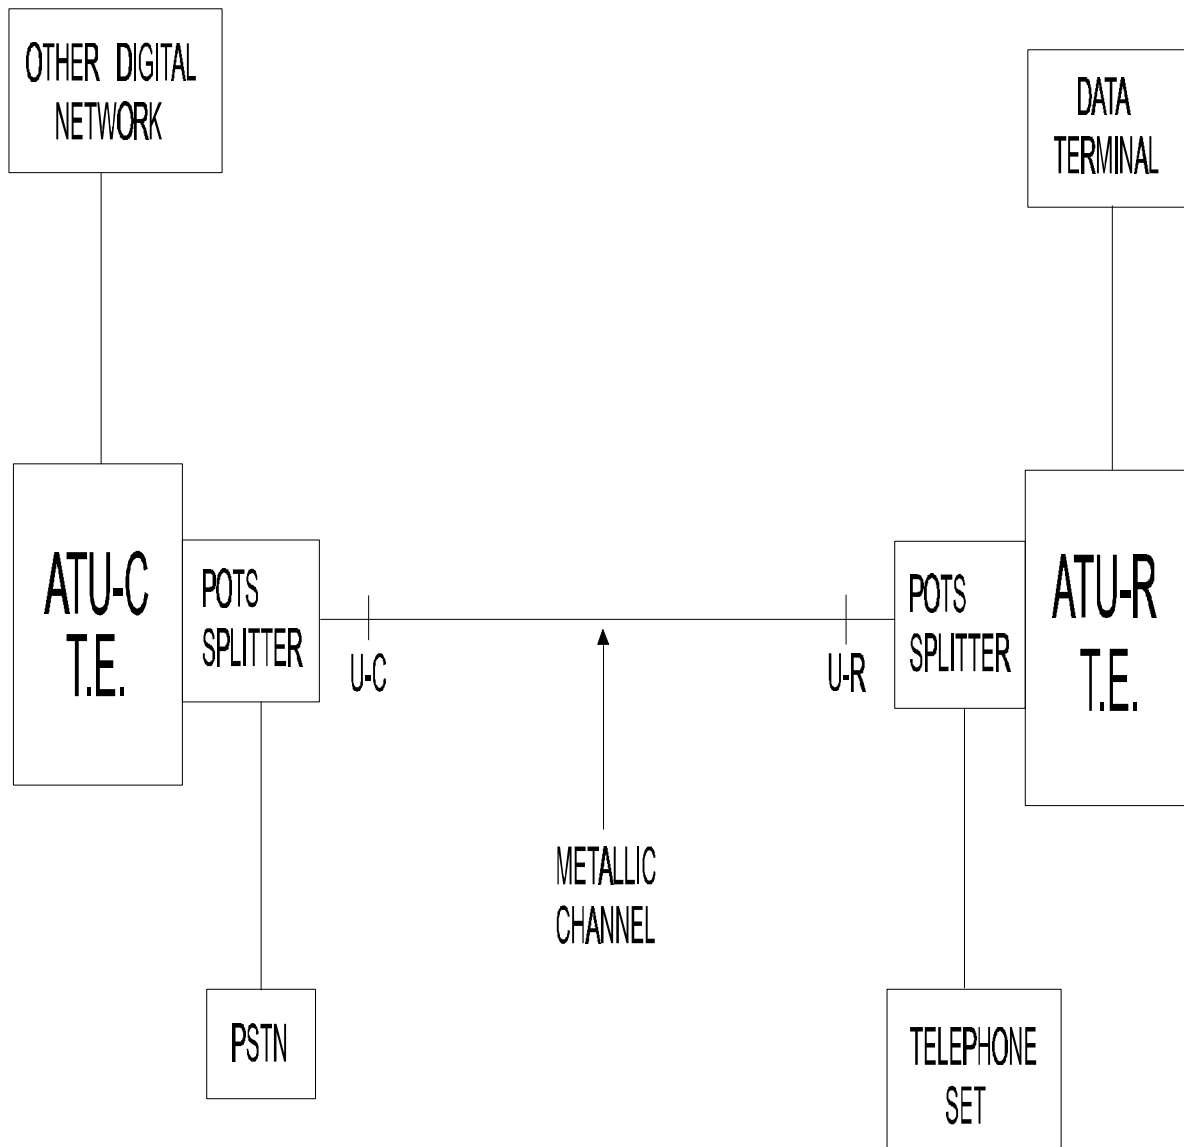 OTHER DIGITAL
NETWORK
DATA
TERMINAL
ATU-C
T.E.
POTS
SPLITTER
U-C
U-R
POTS
SPLITTER
ATU-R
T.E.
METALLIC
CHANNEL
PSTN
TELEPHONE
SET